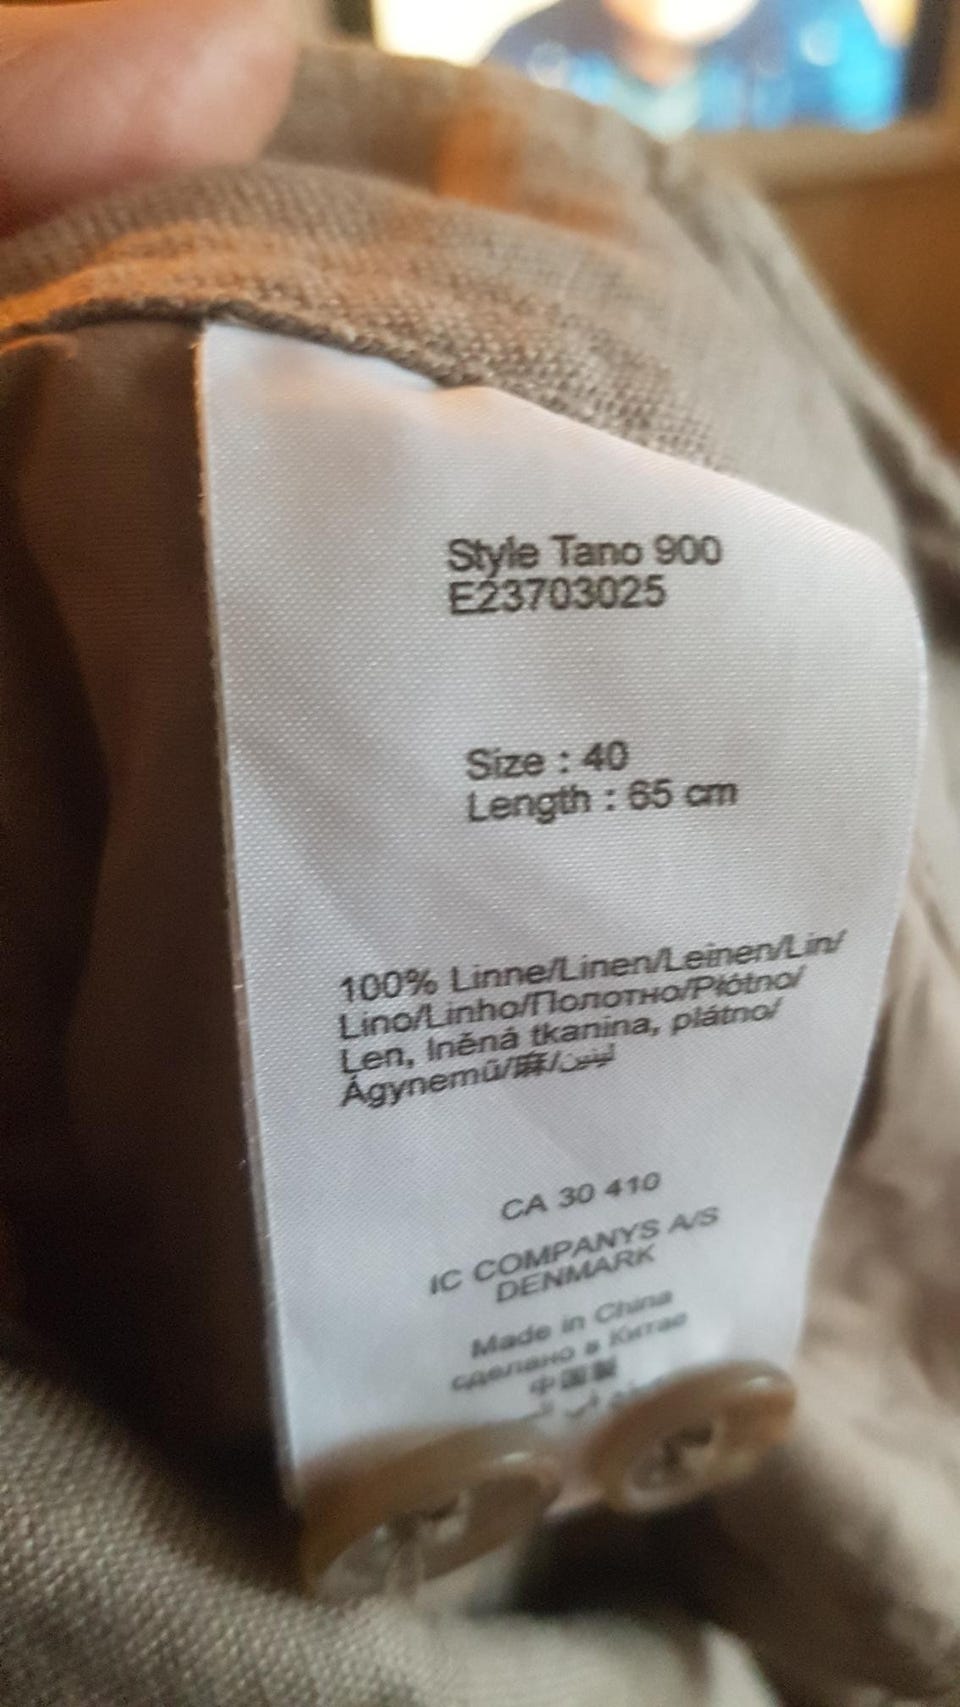 Style Tano 900
E23703025
Size : 40
Length : 65 cm
100% Linne/Linen/Leinen/Lin/
Lino/Linho/Полотно/Płótno/
Len, lněná tkanina, plátno/
Ágynemű/麻/لينين
CA 30 410
IC COMPANYS A/S
DENMARK
Made in China
сделано в Китае
中国製